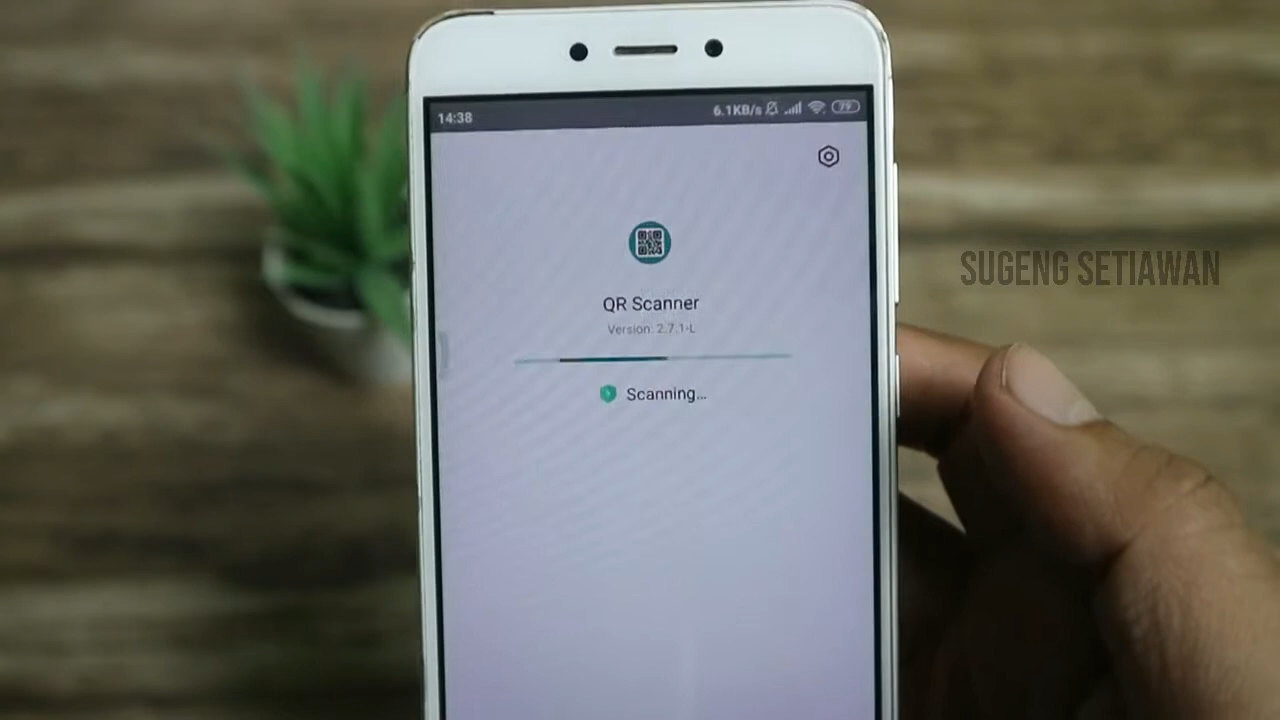 14:38
6.1KB/s
79
QR Scanner
Version: 2.7.1-L
Scanning...
SUGENG SETIAWAN